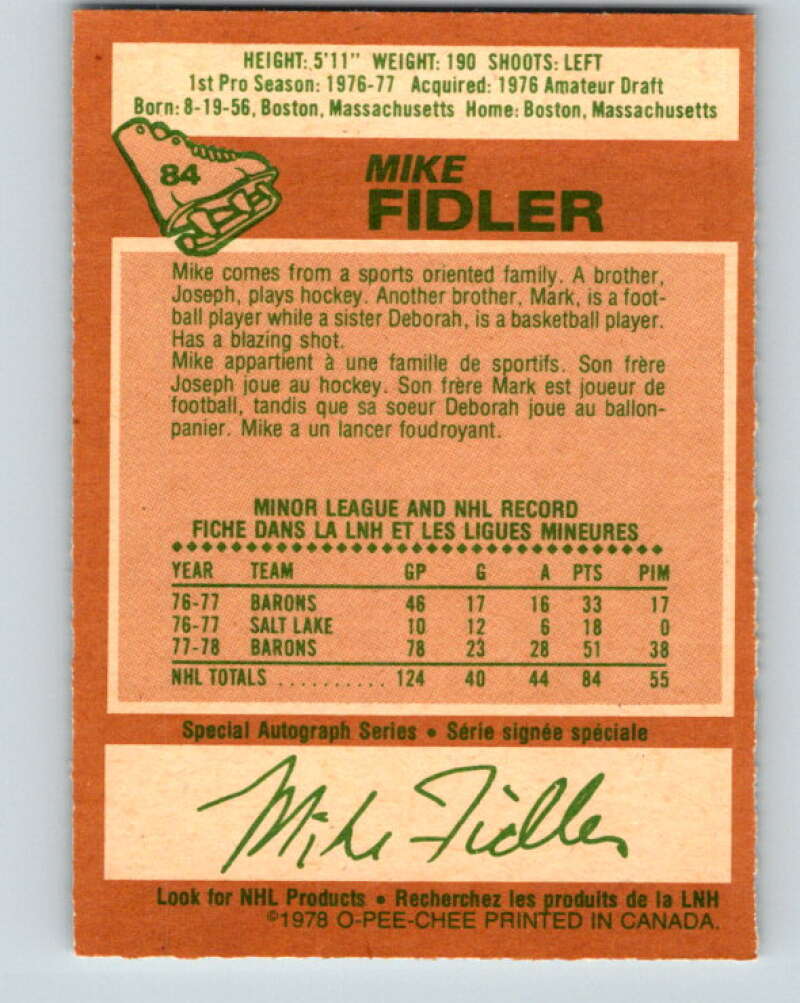 HEIGHT: 5'11" WEIGHT: 190 SHOOTS: LEFT
1st Pro Season: 1976-77 Acquired: 1976 Amateur Draft
Born: 8-19-56, Boston, Massachusetts Home: Boston, Massachusetts
84
MIKE
FIDLER
Mike comes from a sports oriented family. A brother,
Joseph, plays hockey. Another brother, Mark, is a foot-
ball player while a sister Deborah, is a basketball player.
Has a blazing shot.
Mike appartient à une famille de sportifs. Son frère
Joseph joue au hockey. Son frère Mark est joueur de
football, tandis que sa soeur Deborah joue au ballon-
panier. Mike a un lancer foudroyant.
MINOR LEAGUE AND NHL RECORD
FICHE DANS LA LNH ET LES LIGUES MINEURES
YEAR TEAM GP G A PTS PIM
76-77 BARONS 46 17 16 33 17
76-77 SALT LAKE 10 12 6 18 0
77-78 BARONS 78 23 28 51 38
NHL TOTALS .......... 124 40 44 84 55
Special Autograph Series • Série signée spéciale
Mike Fidler
Look for NHL Products • Recherchez les produits de la LNH
©1978 O-PEE-CHEE PRINTED IN CANADA.